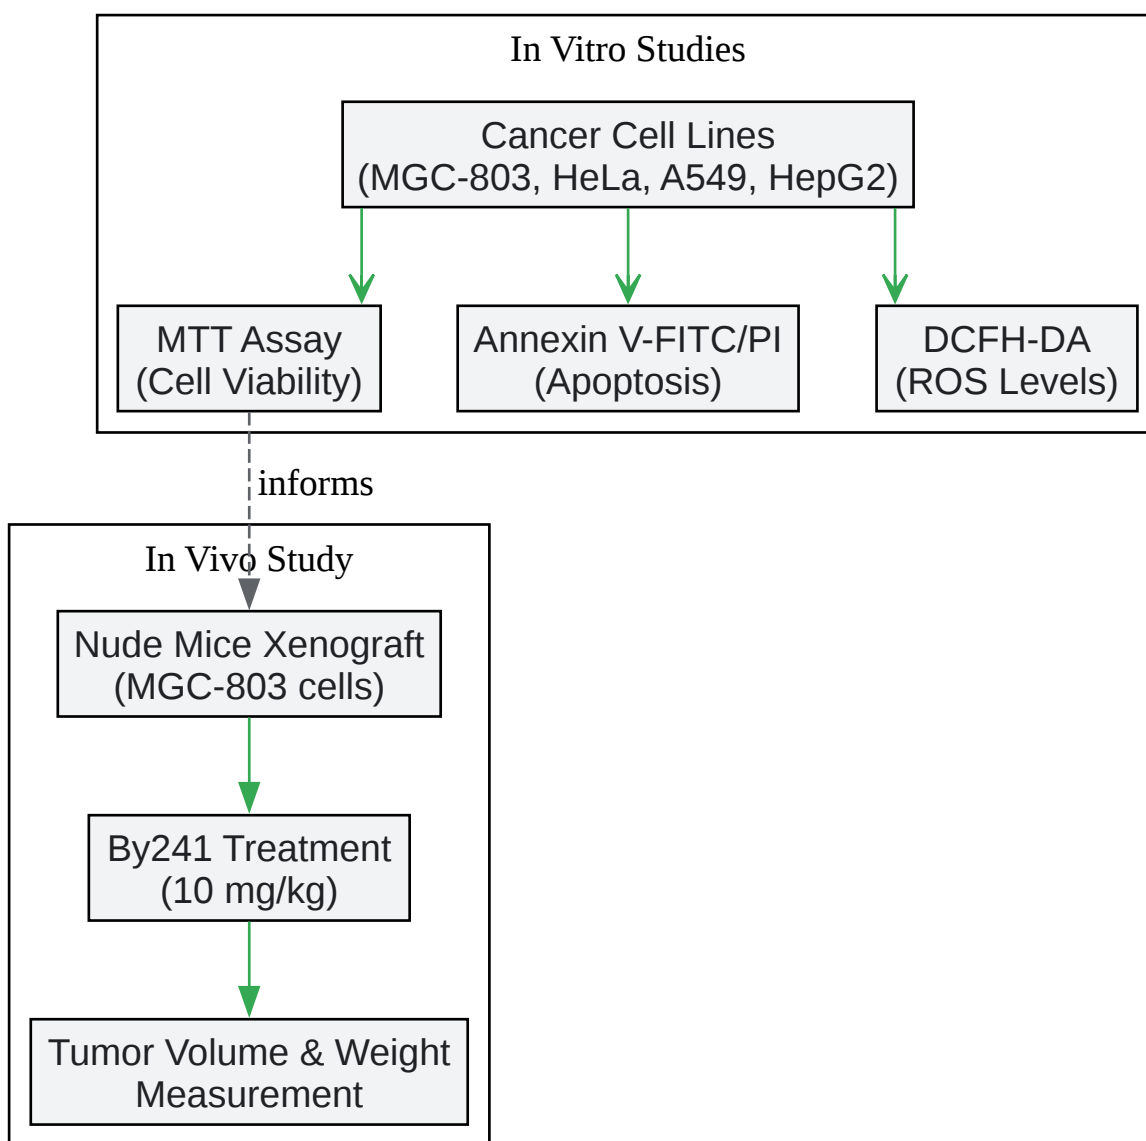 In Vitro Studies
Cancer Cell Lines
(MGC-803, HeLa, A549, HepG2)
MTT Assay
(Cell Viability)
Annexin V-FITC/PI
(Apoptosis)
DCFH-DA
(ROS Levels)
informs
In Vivo Study
Nude Mice Xenograft
(MGC-803 cells)
By241 Treatment
(10 mg/kg)
Tumor Volume & Weight
Measurement